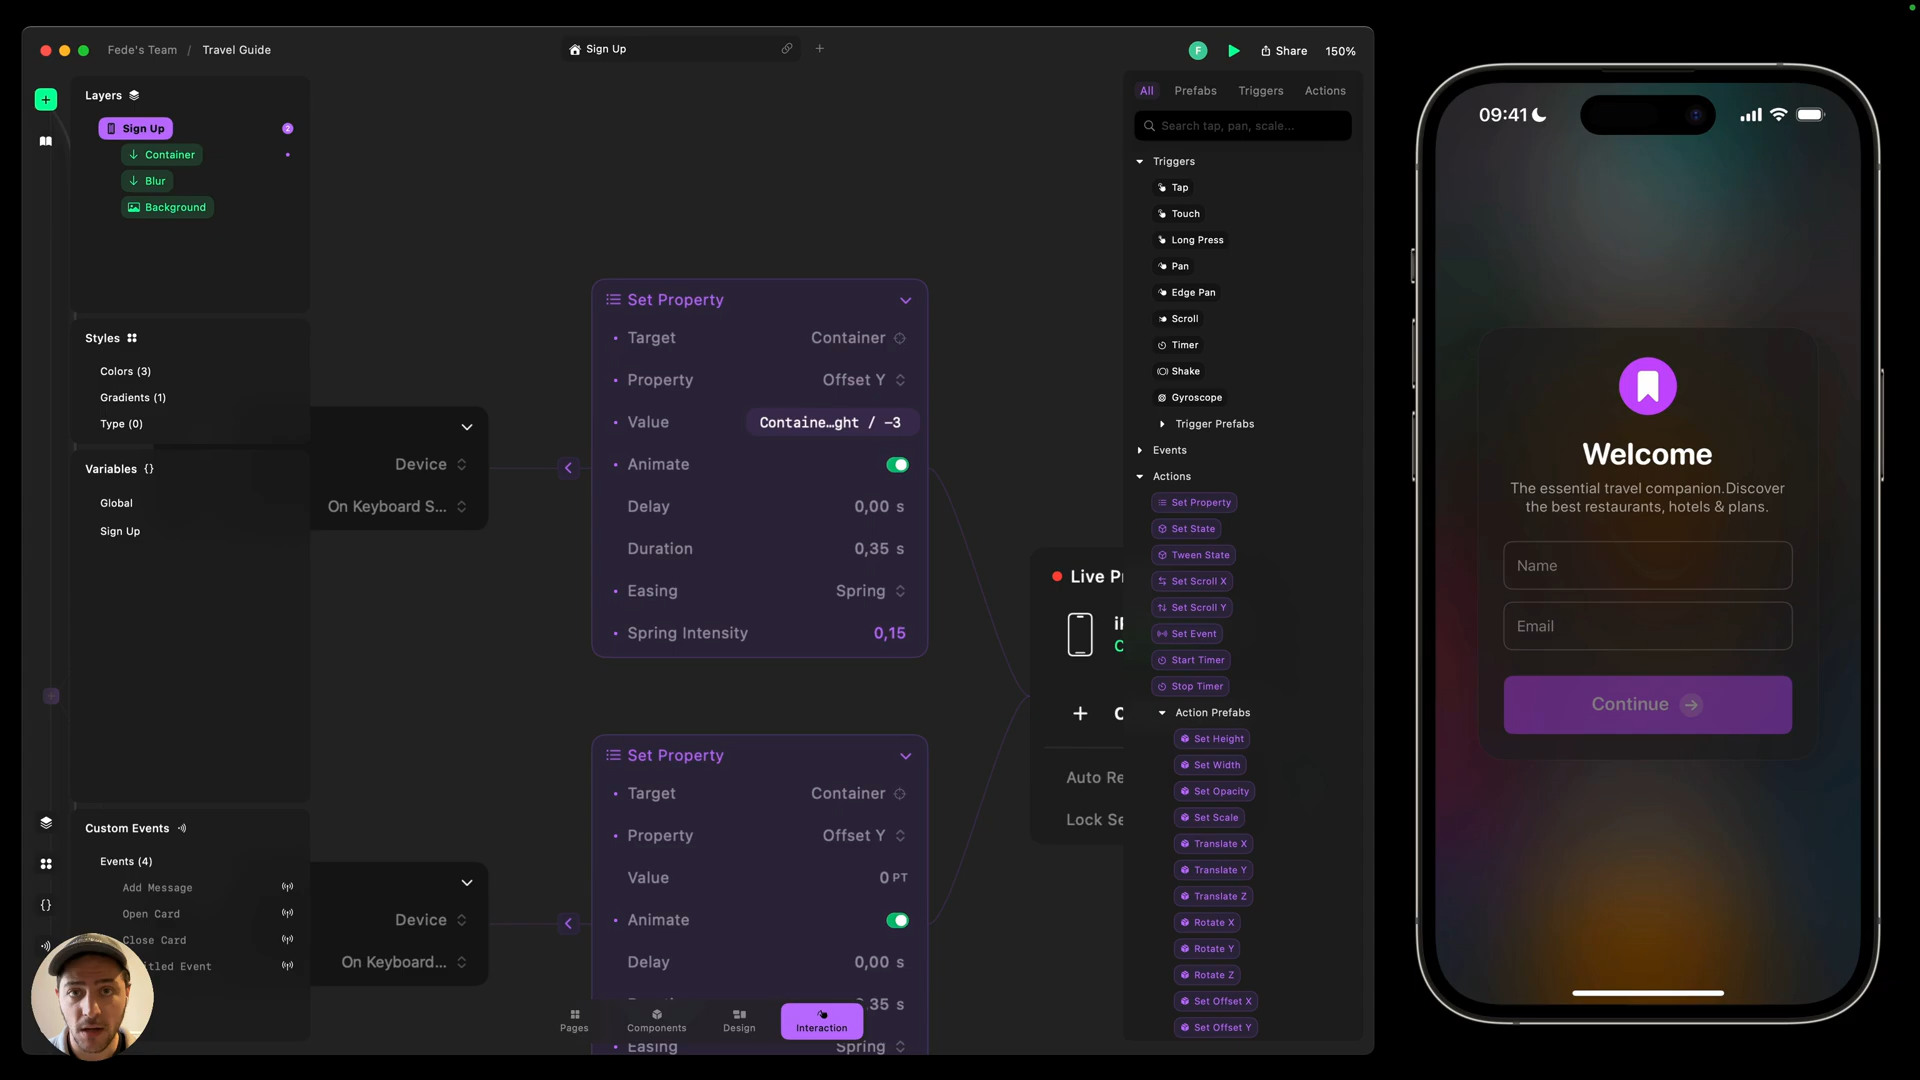 Fede's Team / Travel Guide
Sign Up
F
Share
150%
Layers
Sign Up
2
Container
Blur
Background
Styles
Colors (3)
Gradients (1)
Type (0)
Variables {}
Global
Sign Up
Custom Events
Events (4)
Add Message
Open Card
Close Card
Device
On Keyboard S...
Device
On Keyboard...
Set Property
Target Container
Property Offset Y
Value Containe…ght / -3
Animate
Delay 0,00 s
Duration 0,35 s
Easing Spring
Spring Intensity 0,15
Set Property
Target Container
Property Offset Y
Value 0 PT
Animate
Delay 0,00 s
Easing Spring
Pages
Components
Design
Interaction
Live
Auto
Lock
All
Prefabs
Triggers
Actions
Search tap, pan, scale...
Triggers
Tap
Touch
Long Press
Pan
Edge Pan
Scroll
Timer
Shake
Gyroscope
Trigger Prefabs
Events
Actions
Set Property
Set State
Tween State
Set Scroll X
Set Scroll Y
Set Event
Start Timer
Stop Timer
Action Prefabs
Set Height
Set Width
Set Opacity
Set Scale
Translate X
Translate Y
Translate Z
Rotate X
Rotate Y
Rotate Z
Set Offset X
Set Offset Y
09:41
Welcome
The essential travel companion.Discover
the best restaurants, hotels & plans.
Name
Email
Continue